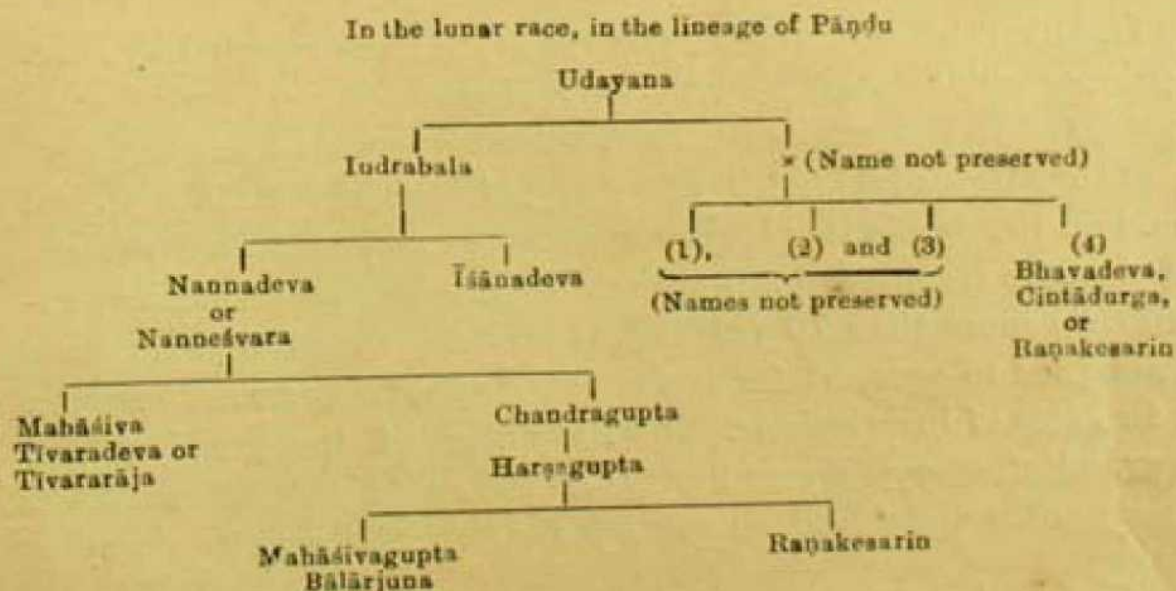 In the lunar race, in the lineage of Pāṇḍu
Udayana
Indrabala
× (Name not preserved)
Nannadeva
or
Nanneśvara
Īśānadeva
(1), (2) and (3)
(Names not preserved)
(4)
Bhavadeva,
Cintādurga,
or
Raṇakesarin
Mahāśiva
Tīvaradeva or
Tīvararāja
Chandragupta
Harṣagupta
Mahāśivagupta
Bālārjuna
Raṇakesarin